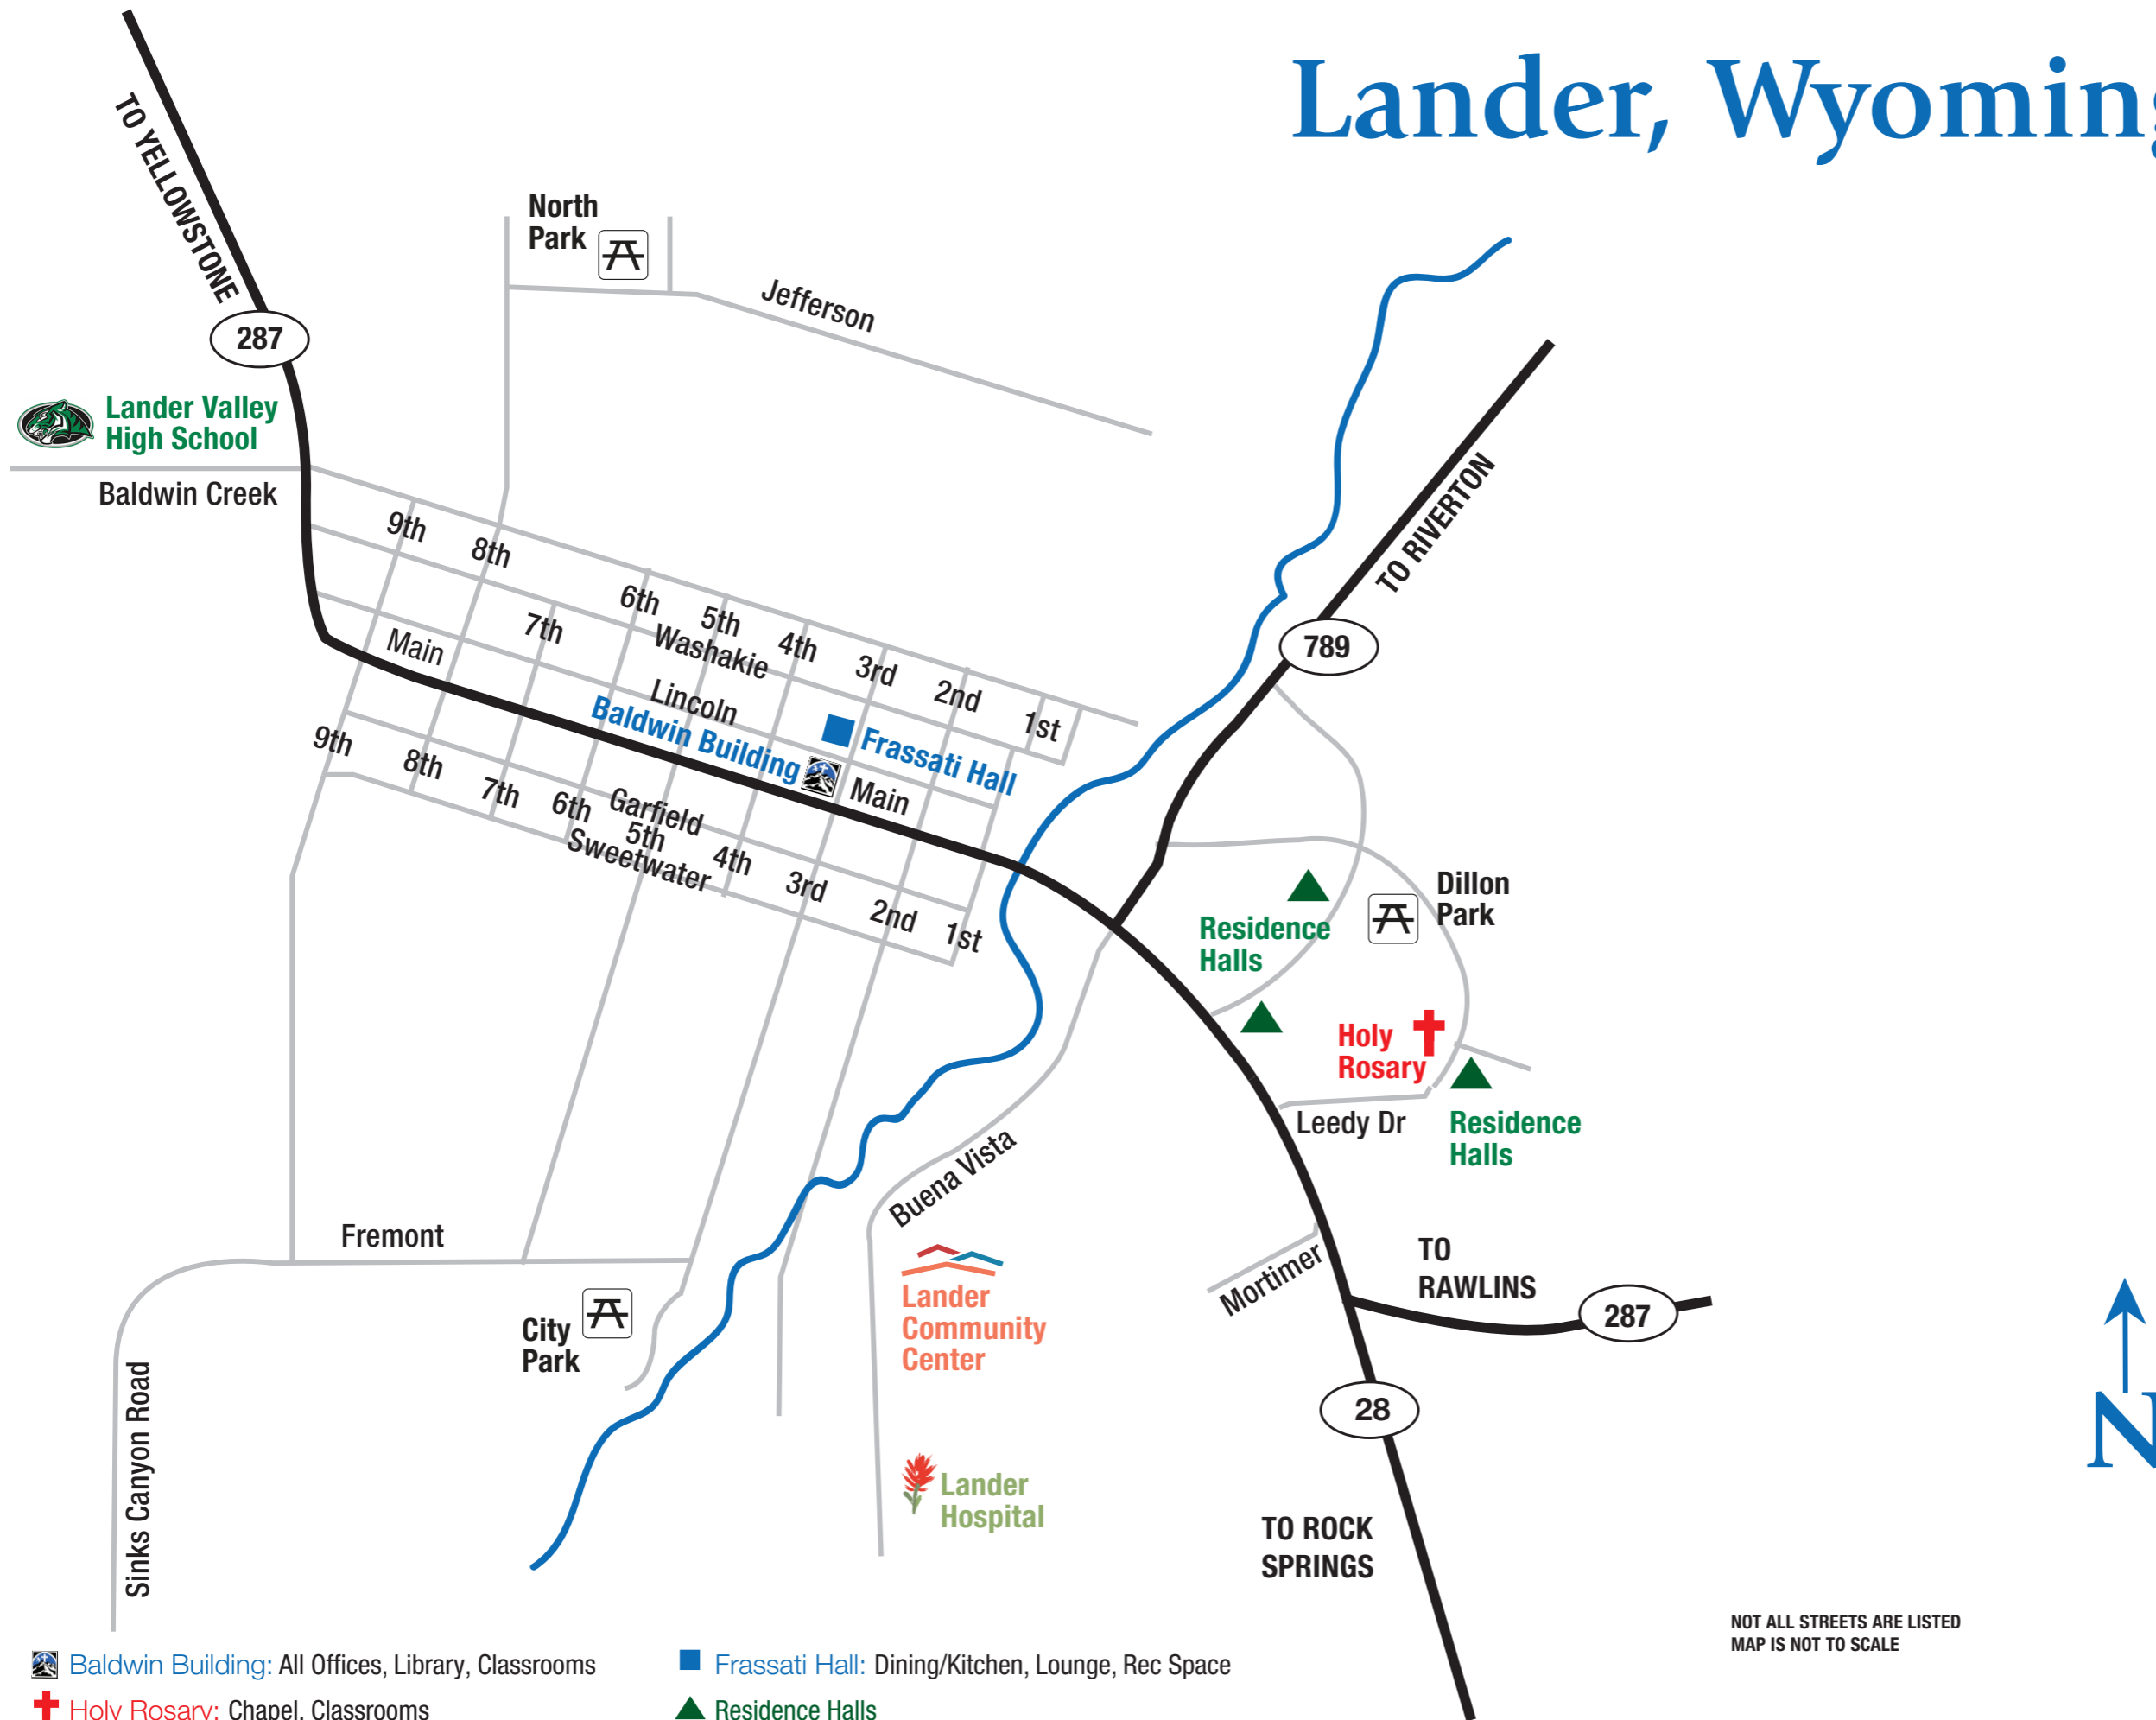 Lander, Wyoming
TO YELLOWSTONE
287
North
Park
Jefferson
Lander Valley
High School
Baldwin Creek
TO RIVERTON
789
9th
8th
7th
6th
5th
4th
3rd
2nd
1st
Washakie
Lincoln
Main
Baldwin Building
Frassati Hall
Main
9th
8th
7th
6th
Garfield
5th
Sweetwater
4th
3rd
2nd
1st
Dillon
Park
Residence
Halls
Holy
Rosary
Leedy Dr
Residence
Halls
Buena Vista
Fremont
City
Park
Sinks Canyon Road
Lander
Community
Center
Mortimer
TO
RAWLINS
287
28
Lander
Hospital
TO ROCK
SPRINGS
N
NOT ALL STREETS ARE LISTED
MAP IS NOT TO SCALE
Baldwin Building: All Offices, Library, Classrooms
Frassati Hall: Dining/Kitchen, Lounge, Rec Space
Holy Rosary: Chapel, Classrooms
Residence Halls